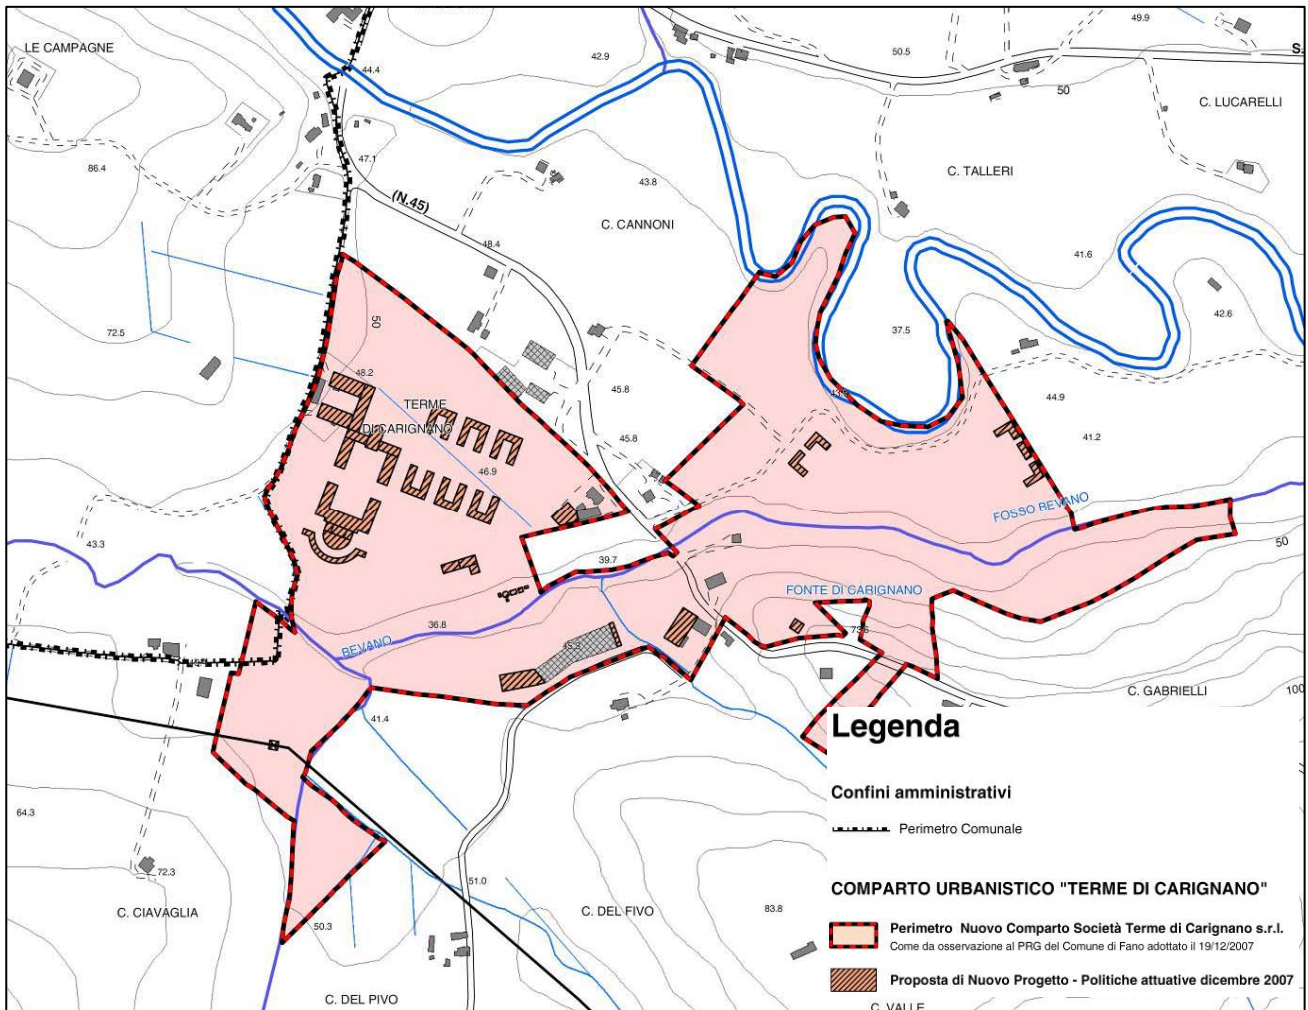 49.9
LE CAMPAGNE
42.9
50.5
S.
44.4
50
C. LUCARELLI
47.1
86.4
43.8
C. TALLERI
(N.45)
C. CANNONI
48.4
41.6
50
37.5
42.6
72.5
48.2
45.8
44.9
TERME
DI CARIGNANO
45.8
41.2
46.9
FOSSO BEVANO
43.3
50
39.7
FONTE DI CARIGNANO
36.8
BEVANO
C. GABRIELLI
100
41.4
Legenda
Confini amministrativi
64.3
Perimetro Comunale
72.3
51.0
COMPARTO URBANISTICO "TERME DI CARIGNANO"
C. CIAVAGLIA
C. DEL FIVO
83.8
50.3
Perimetro Nuovo Comparto Società Terme di Carignano s.r.l.
Come da osservazione al PRG del Comune di Fano adottato il 19/12/2007
Proposta di Nuovo Progetto - Politiche attuative dicembre 2007
C. DEL PIVO
C. VALLE